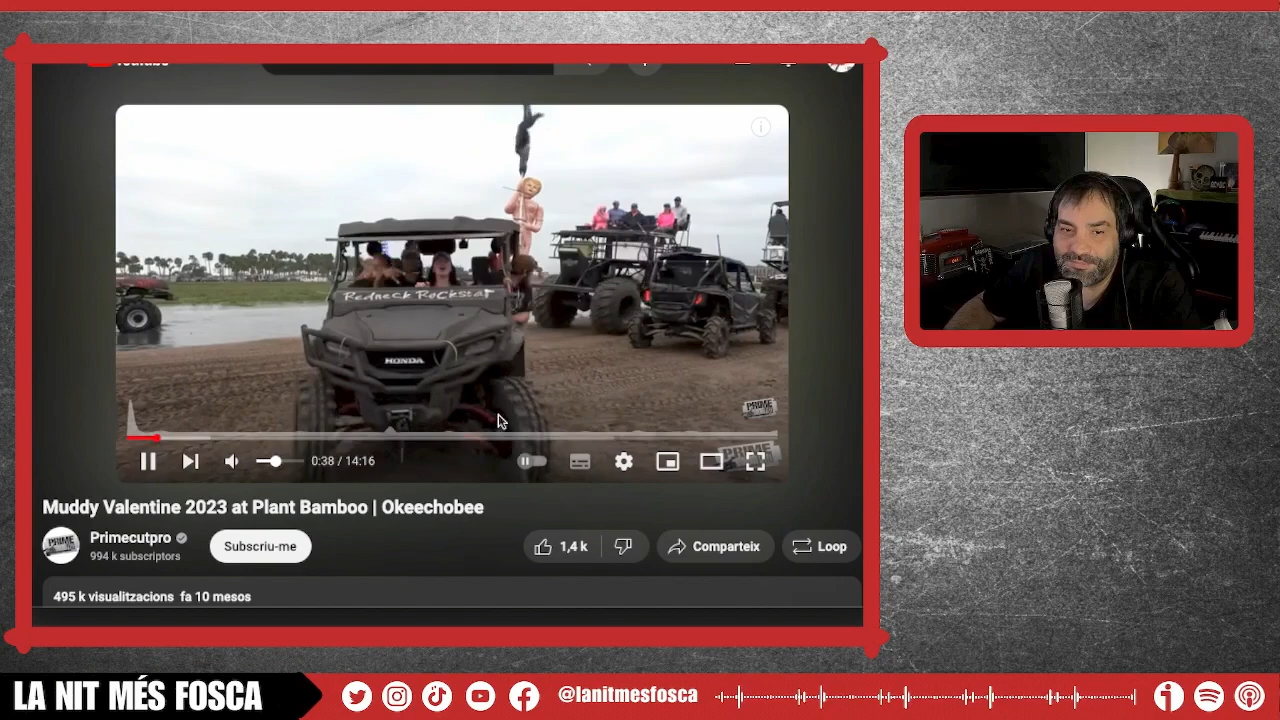 Redneck Rockstar
HONDA
PRIME
PRIME
0:38 / 14:16
Muddy Valentine 2023 at Plant Bamboo | Okeechobee
Primecutpro
994 k subscriptors
Subscriu-me
1,4 k
Comparteix
Loop
495 k visualitzacions fa 10 mesos
LA NIT MÉS FOSCA
@lanitmesfosca